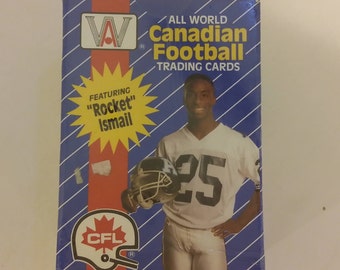 AW
®
ALL WORLD
Canadian
Football
TRADING CARDS
FEATURING
"Rocket"
Ismail
25
CFL
®